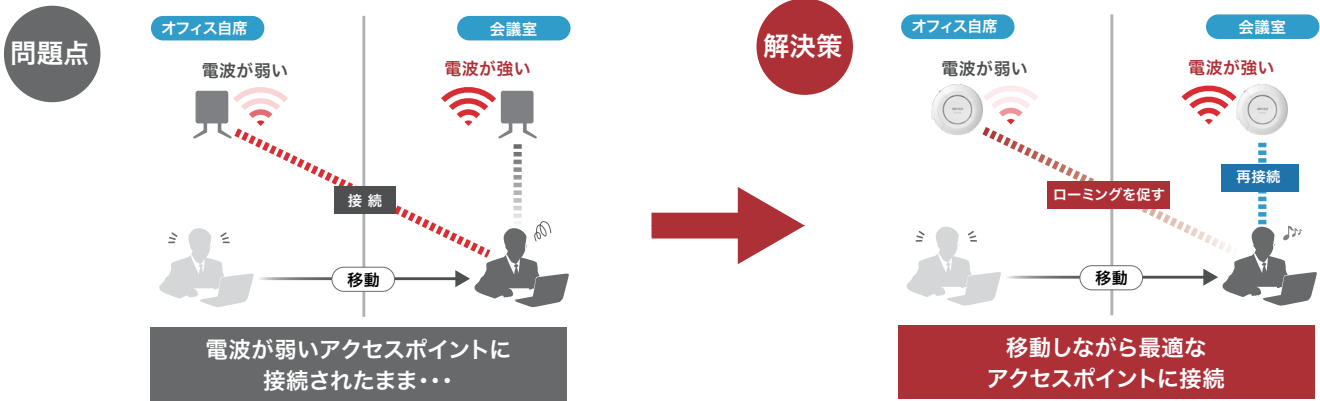 問題点
オフィス自席
会議室
電波が弱い
電波が強い
接続
移動
電波が弱いアクセスポイントに
接続されたまま・・・
解決策
オフィス自席
会議室
電波が弱い
電波が強い
ローミングを促す
再接続
移動
移動しながら最適な
アクセスポイントに接続